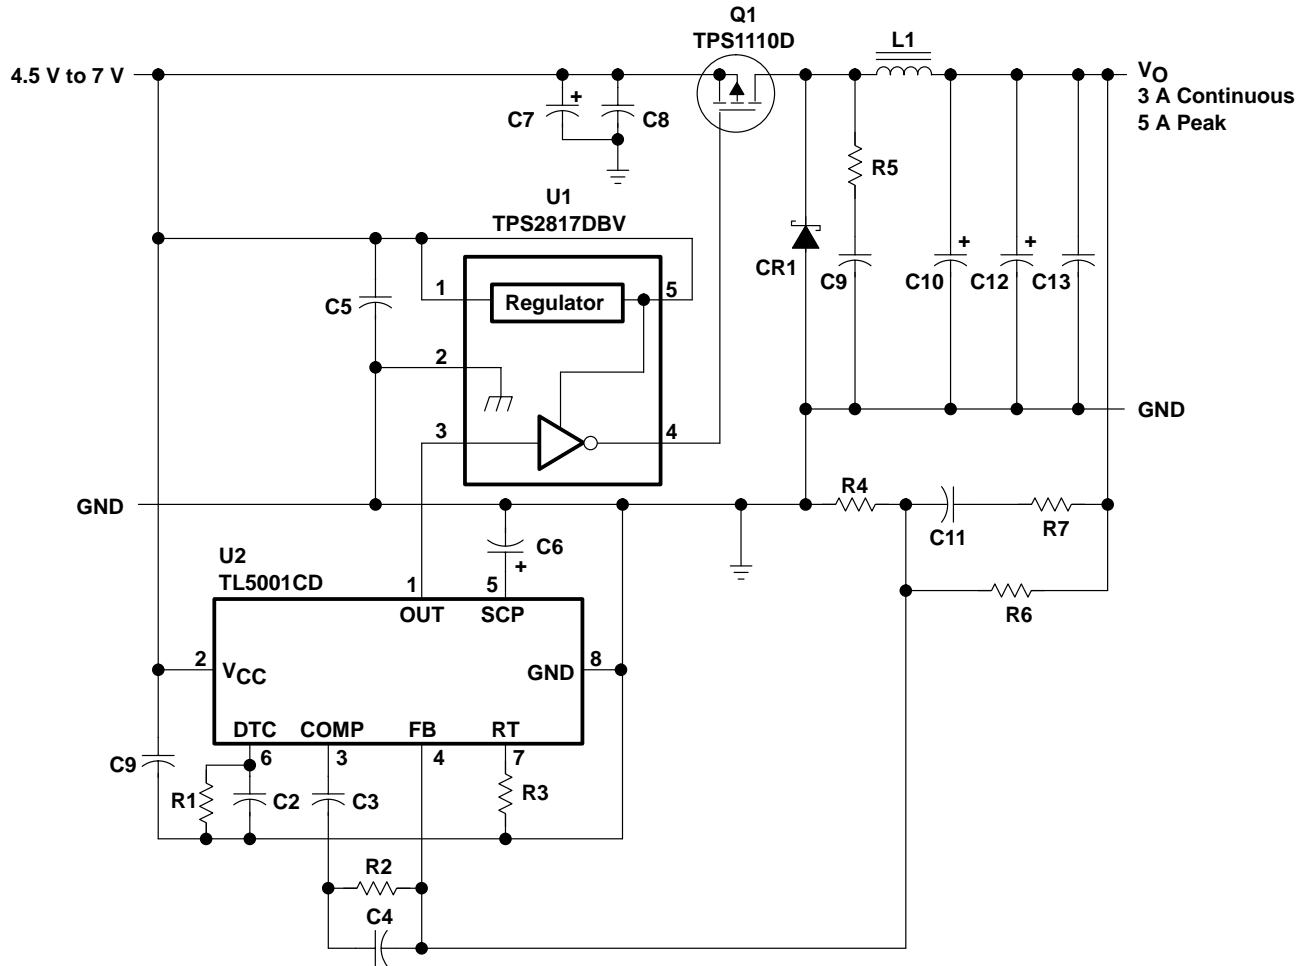 Q1
TPS1110D
L1
4.5 V to 7 V
VO
3 A Continuous
5 A Peak
+
C7
C8
R5
U1
TPS2817DBV
CR1
C9
+
C10
+
C12
C13
C5
1
Regulator
5
2
3
4
GND
GND
R4
C11
R7
C6
+
U2
TL5001CD
1
5
OUT
SCP
R6
2
VCC
GND
8
DTC
COMP
FB
RT
6
3
4
7
C9
R1
C2
C3
R3
R2
C4